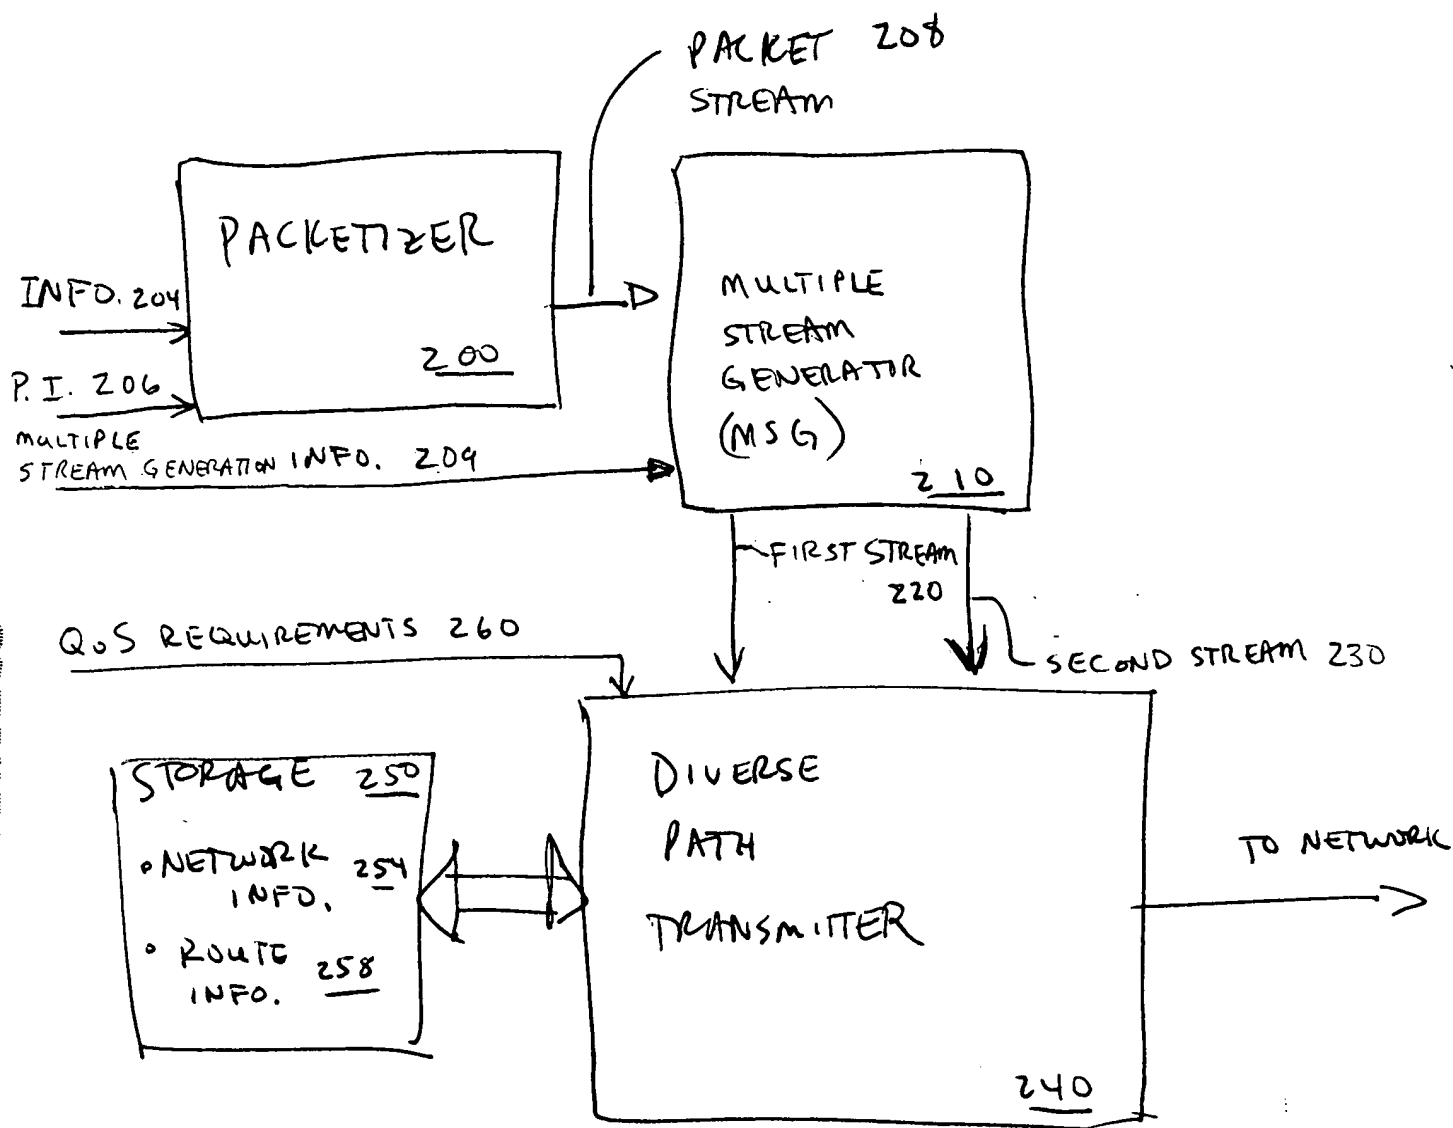 PACKET 208
STREAM
PACKETIZER
INFO. 204
200
P.I. 206
MULTIPLE
STREAM GENERATION INFO. 209
MULTIPLE
STREAM
GENERATOR
(MSG)
210
FIRST STREAM
220
QoS REQUIREMENTS 260
SECOND STREAM 230
STORAGE 250
• NETWORK 254
INFO.
• ROUTE 258
INFO.
DIVERSE
PATH
TRANSMITTER
240
TO NETWORK